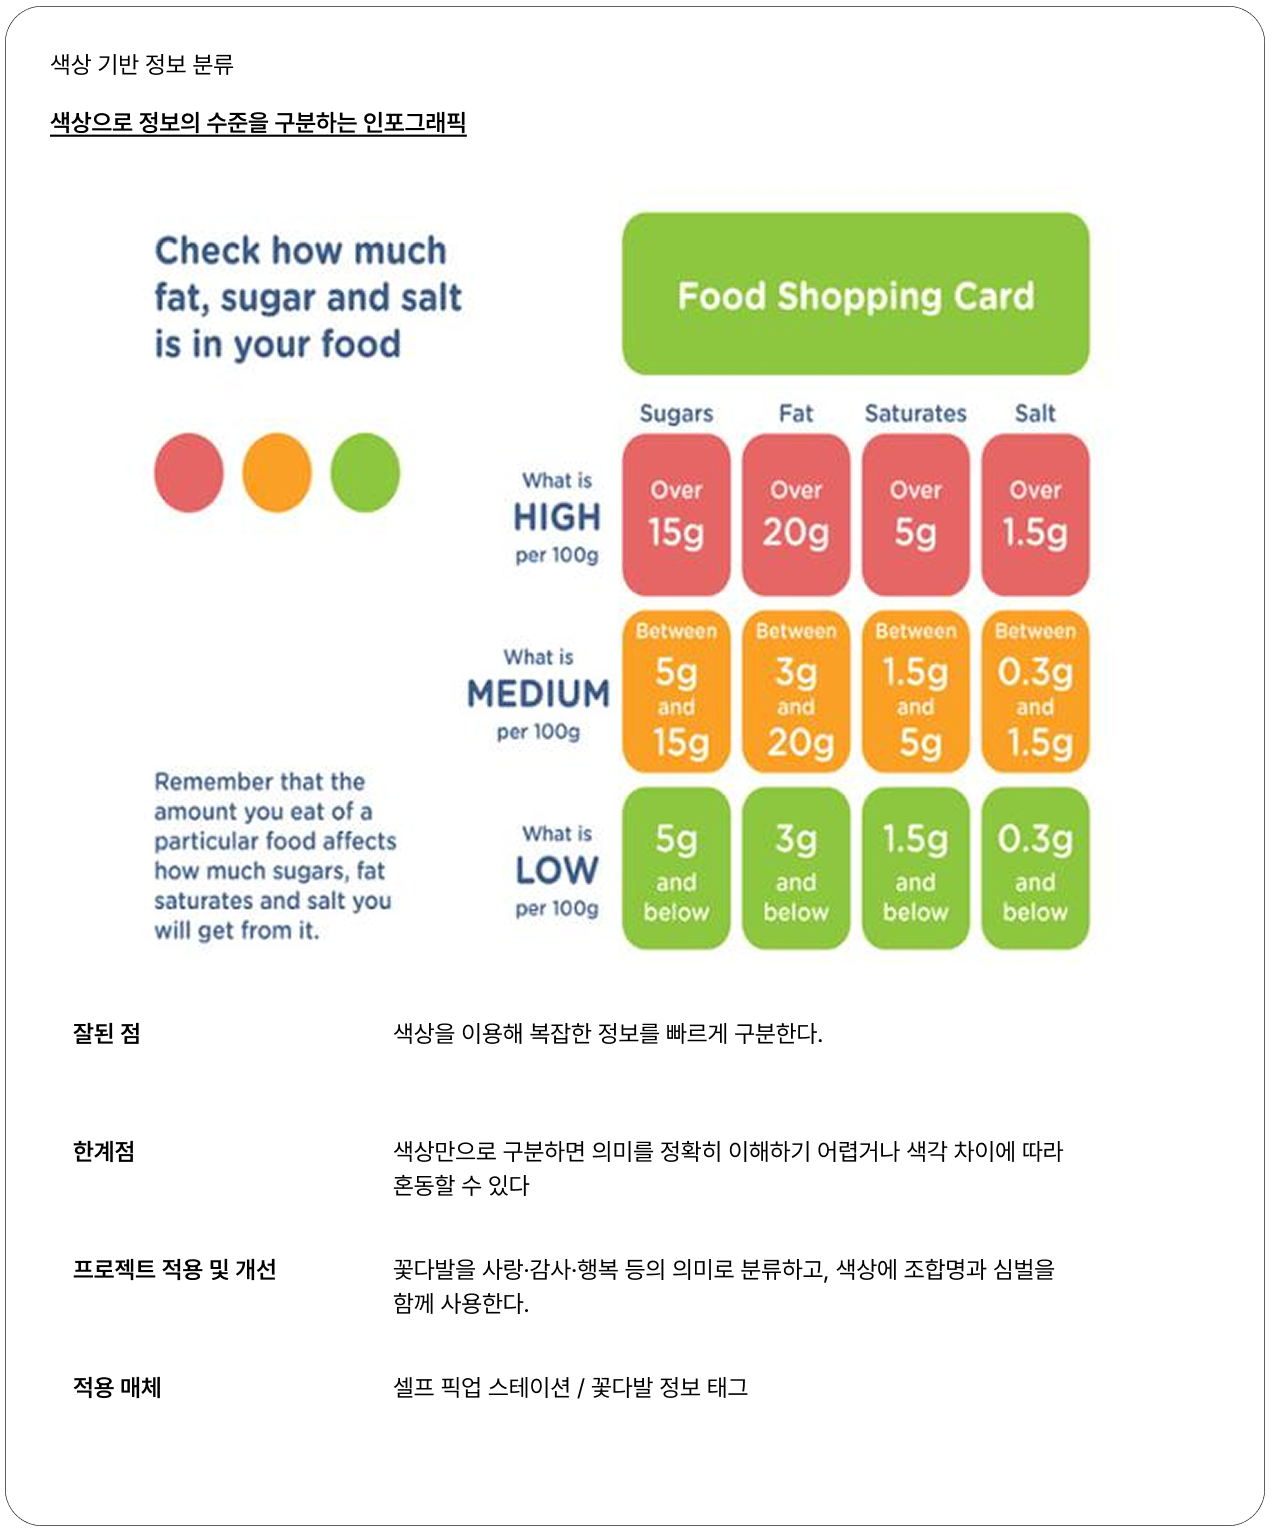 색상 기반 정보 분류
색상으로 정보의 수준을 구분하는 인포그래픽
Check how much
fat, sugar and salt
is in your food
Food Shopping Card
Sugars Fat Saturates Salt
What is
HIGH
per 100g
Over
15g
Over
20g
Over
5g
Over
1.5g
What is
MEDIUM
per 100g
Between
5g
and
15g
Between
3g
and
20g
Between
1.5g
and
5g
Between
0.3g
and
1.5g
What is
LOW
per 100g
5g
and
below
3g
and
below
1.5g
and
below
0.3g
and
below
Remember that the
amount you eat of a
particular food affects
how much sugars, fat
saturates and salt you
will get from it.
잘된 점
색상을 이용해 복잡한 정보를 빠르게 구분한다.
한계점
색상만으로 구분하면 의미를 정확히 이해하기 어렵거나 색각 차이에 따라
혼동할 수 있다
프로젝트 적용 및 개선
꽃다발을 사랑·감사·행복 등의 의미로 분류하고, 색상에 조합명과 심벌을
함께 사용한다.
적용 매체
셀프 픽업 스테이션 / 꽃다발 정보 태그